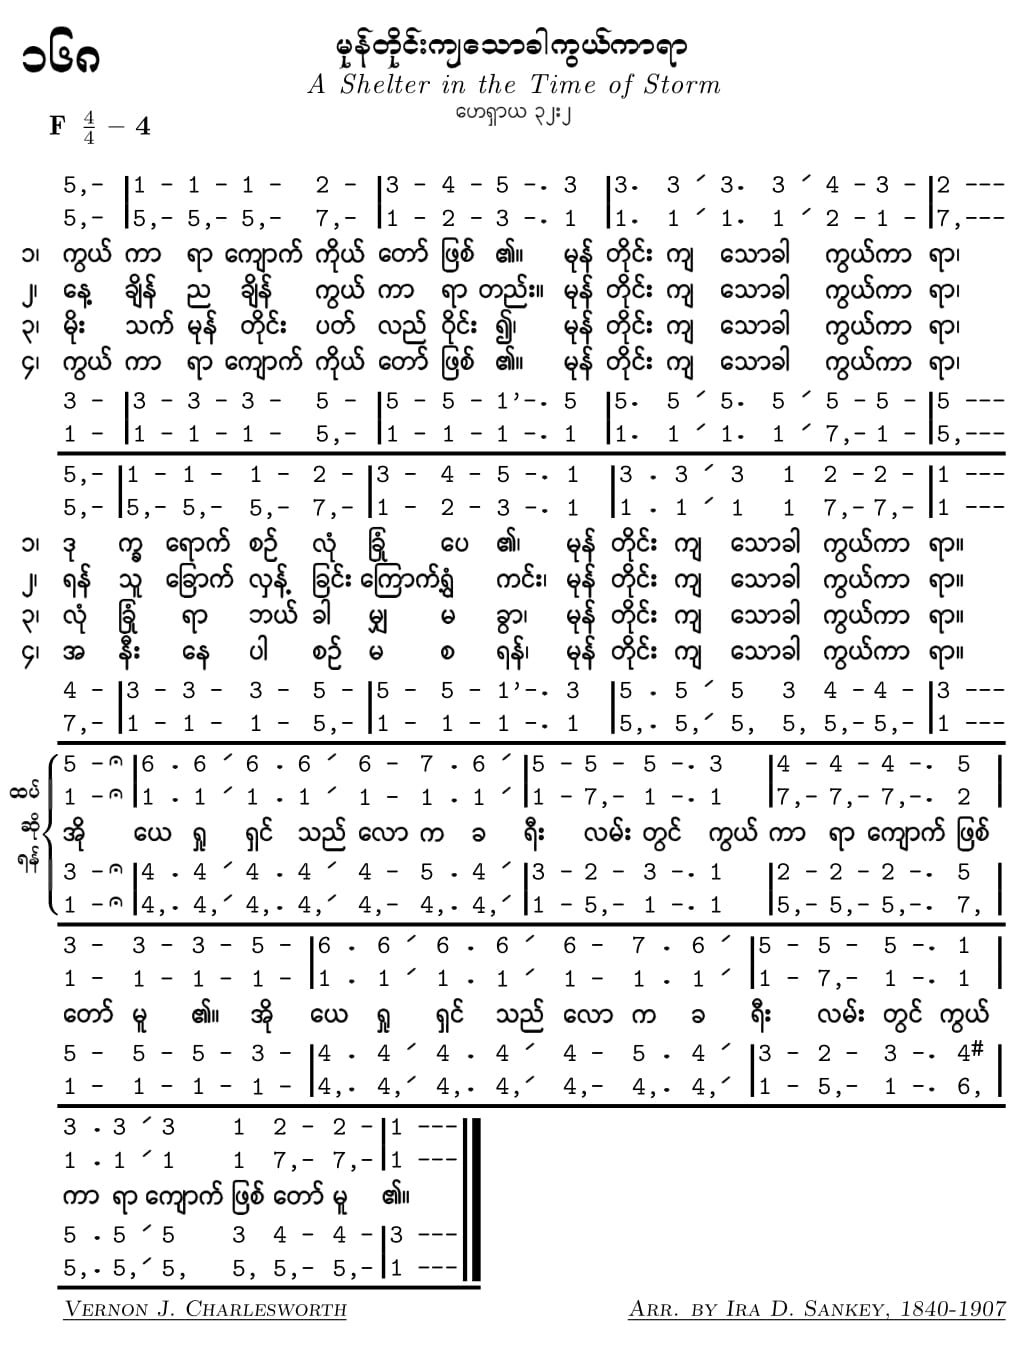 ၁၆၈
မုန်တိုင်းကျသောခါကွယ်ကာရာ
A Shelter in the Time of Storm
ဟေရှာယ ၃၂း၂
F 4/4 – 4
5,– |1 – 1 – 1 – 2 – |3 – 4 – 5 –. 3 |3. 3 ´ 3. 3 ´ 4 – 3 – |2 –––
5,– |5,– 5,– 5,– 7,– |1 – 2 – 3 –. 1 |1. 1 ´ 1. 1 ´ 2 – 1 – |7,–––
၁၊ ကွယ် ကာ ရာ ကျောက် ကိုယ် တော် ဖြစ် ၏။ မုန် တိုင်း ကျ သောခါ ကွယ်ကာ ရာ၊
၂၊ နေ့ ချိန် ည ချိန် ကွယ် ကာ ရာ တည်း။ မုန် တိုင်း ကျ သောခါ ကွယ်ကာ ရာ၊
၃၊ မိုး သက် မုန် တိုင်း ပတ် လည် ဝိုင်း ၍၊ မုန် တိုင်း ကျ သောခါ ကွယ်ကာ ရာ၊
၄၊ ကွယ် ကာ ရာ ကျောက် ကိုယ် တော် ဖြစ် ၏။ မုန် တိုင်း ကျ သောခါ ကွယ်ကာ ရာ၊
3 – |3 – 3 – 3 – 5 – |5 – 5 – 1’–. 5 |5. 5 ´ 5. 5 ´ 5 – 5 – |5 –––
1 – |1 – 1 – 1 – 5,– |1 – 1 – 1 –. 1 |1. 1 ´ 1. 1 ´ 7,– 1 – |5,–––
5,– |1 – 1 – 1 – 2 – |3 – 4 – 5 –. 1 |3 . 3 ´ 3 1 2 – 2 – |1 –––
5,– |5,– 5,– 5,– 7,– |1 – 2 – 3 –. 1 |1 . 1 ´ 1 1 7,– 7,– |1 –––
၁၊ ဒု က္ခ ရောက် စဉ် လုံ ခြုံ ပေ ၏၊ မုန် တိုင်း ကျ သောခါ ကွယ်ကာ ရာ။
၂၊ ရန် သူ ခြောက် လှန့် ခြင်း ကြောက်ရွံ့ ကင်း၊ မုန် တိုင်း ကျ သောခါ ကွယ်ကာ ရာ။
၃၊ လုံ ခြုံ ရာ ဘယ် ခါ မျှ မ ခွာ၊ မုန် တိုင်း ကျ သောခါ ကွယ်ကာ ရာ။
၄၊ အ နီး နေ ပါ စဉ် မ စ ရန်၊ မုန် တိုင်း ကျ သောခါ ကွယ်ကာ ရာ။
4 – |3 – 3 – 3 – 5 – |5 – 5 – 1’–. 3 |5 . 5 ´ 5 3 4 – 4 – |3 –––
7,– |1 – 1 – 1 – 5,– |1 – 1 – 1 –. 1 |5,. 5,´ 5, 5, 5,– 5,– |1 –––
ထပ် ဆို ရန်
5 –𝄐 |6 . 6 ´ 6 . 6 ´ 6 – 7 . 6 ´ |5 – 5 – 5 –. 3 |4 – 4 – 4 –. 5 |
1 –𝄐 |1 . 1 ´ 1 . 1 ´ 1 – 1 . 1 ´ |1 – 7,– 1 –. 1 |7,– 7,– 7,–. 2 |
အို ယေ ရှု ရှင် သည် လော က ခ ရီး လမ်း တွင် ကွယ် ကာ ရာ ကျောက် ဖြစ်
3 –𝄐 |4 . 4 ´ 4 . 4 ´ 4 – 5 . 4 ´ |3 – 2 – 3 –. 1 |2 – 2 – 2 –. 5 |
1 –𝄐 |4,. 4,´ 4,. 4,´ 4,– 4,. 4,´ |1 – 5,– 1 –. 1 |5,– 5,– 5,–. 7, |
3 – 3 – 3 – 5 – |6 . 6 ´ 6 . 6 ´ 6 – 7 . 6 ´ |5 – 5 – 5 –. 1 |
1 – 1 – 1 – 1 – |1 . 1 ´ 1 . 1 ´ 1 – 1 . 1 ´ |1 – 7,– 1 –. 1 |
တော် မူ ၏။ အို ယေ ရှု ရှင် သည် လော က ခ ရီး လမ်း တွင် ကွယ်
5 – 5 – 5 – 3 – |4 . 4 ´ 4 . 4 ´ 4 – 5 . 4 ´ |3 – 2 – 3 –. 4# |
1 – 1 – 1 – 1 – |4,. 4,´ 4,. 4,´ 4,– 4,. 4,´ |1 – 5,– 1 –. 6, |
3 . 3 ´ 3 1 2 – 2 – |1 –––
1 . 1 ´ 1 1 7,– 7,– |1 –––
ကာ ရာ ကျောက် ဖြစ် တော် မူ ၏။
5 . 5 ´ 5 3 4 – 4 – |3 –––
5,. 5,´ 5, 5, 5,– 5,– |1 –––
Vernon J. Charlesworth
Arr. by Ira D. Sankey, 1840-1907